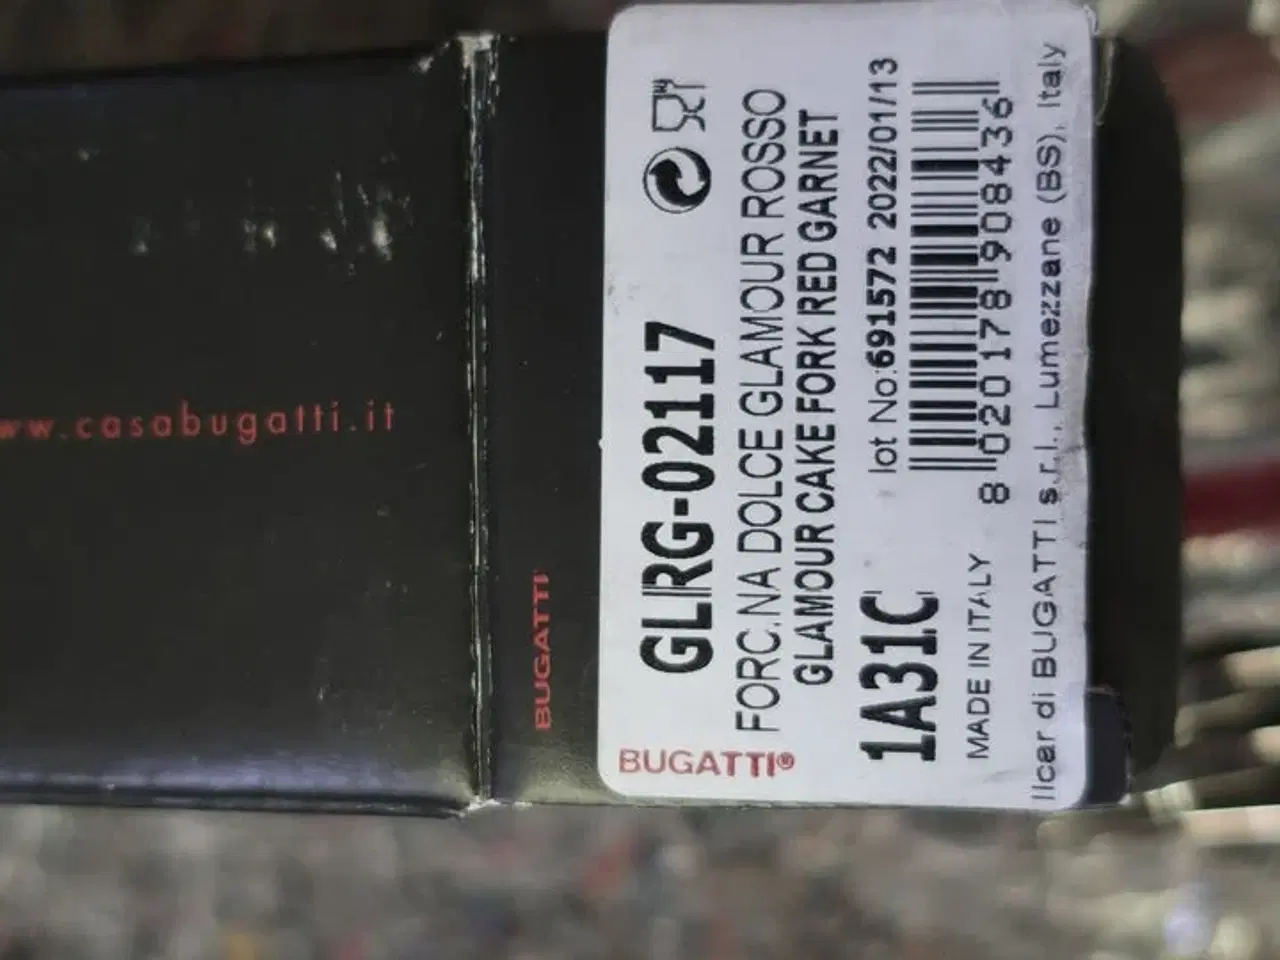 BUGATTI®
GLRG-02117
FORC.NA DOLCE GLAMOUR ROSSO
GLAMOUR CAKE FORK RED GARNET
1A31C
lot No:691572 2022/01/13
MADE IN ITALY
8 020178 908436
Ilcar di BUGATTI s.r.l., Lumezzane (BS), Italy
BUGATTI
ww.casabugatti.it